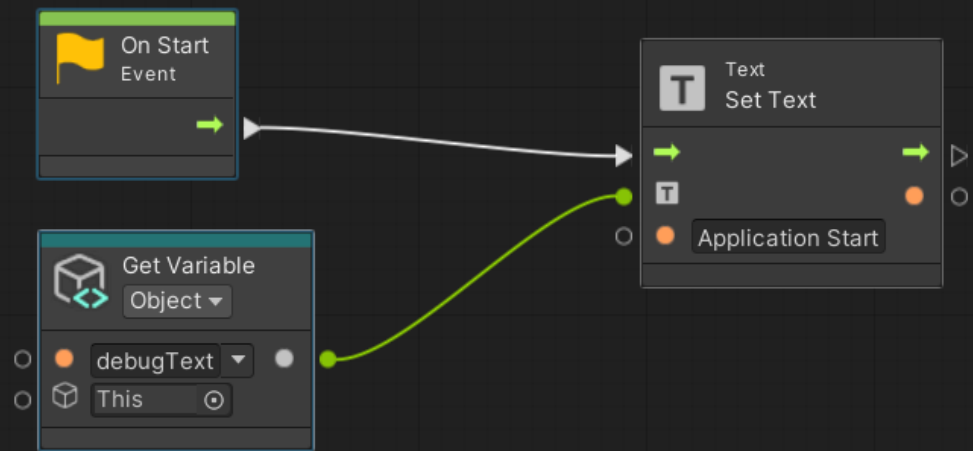 On Start
Event
Text
Set Text
T
T
Application Start
Get Variable
Object
debugText
This